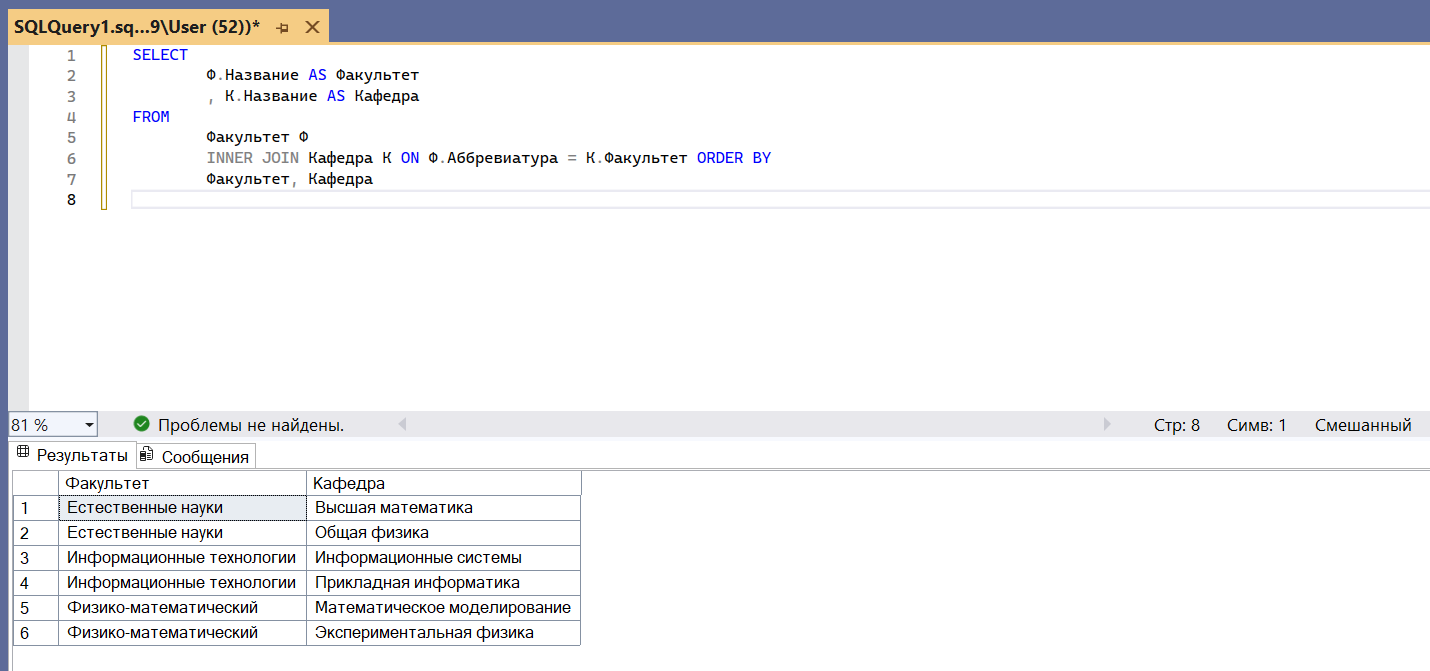 SQLQuery1.sq...9\User (52))*
1 SELECT
2 Ф.Название AS Факультет
3 , К.Название AS Кафедра
4 FROM
5 Факультет Ф
6 INNER JOIN Кафедра К ON Ф.Аббревиатура = К.Факультет ORDER BY
7 Факультет, Кафедра
8
81 % Проблемы не найдены. Стр: 8 Симв: 1 Смешанный
Результаты Сообщения
Факультет Кафедра
1 Естественные науки Высшая математика
2 Естественные науки Общая физика
3 Информационные технологии Информационные системы
4 Информационные технологии Прикладная информатика
5 Физико-математический Математическое моделирование
6 Физико-математический Экспериментальная физика